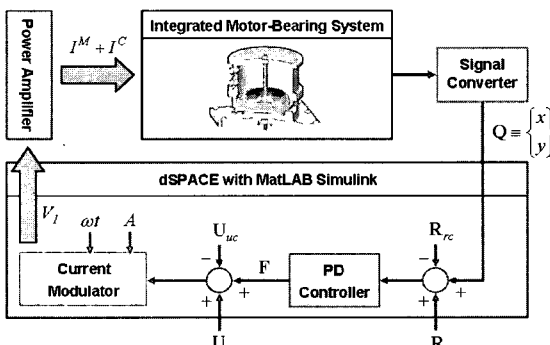 Power Amplifier
I^M + I^C
Integrated Motor-Bearing System
Signal
Converter
Q ≡ {x
y}
dSPACE with MatLAB Simulink
V_I
ωt
A
U_uc
R_rc
−
−
Current
Modulator
F
PD
Controller
+
+
+
+
U
R